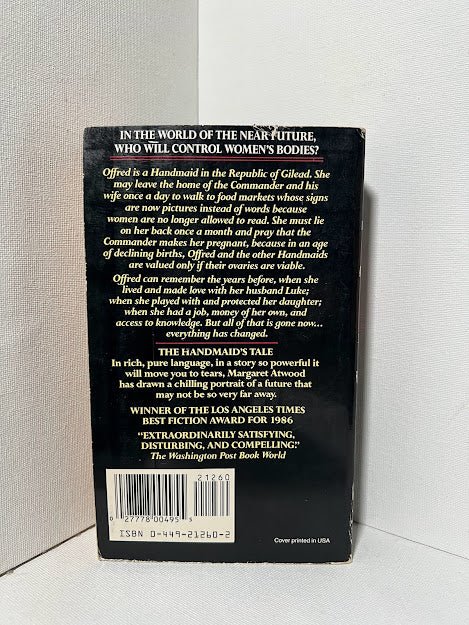 IN THE WORLD OF THE NEAR FUTURE,
WHO WILL CONTROL WOMEN'S BODIES?
Offred is a Handmaid in the Republic of Gilead. She
may leave the home of the Commander and his
wife once a day to walk to food markets whose signs
are now pictures instead of words because
women are no longer allowed to read. She must lie
on her back once a month and pray that the
Commander makes her pregnant, because in an age
of declining births, Offred and the other Handmaids
are valued only if their ovaries are viable.
Offred can remember the years before, when she
lived and made love with her husband Luke;
when she played with and protected her daughter;
when she had a job, money of her own, and
access to knowledge. But all of that is gone now...
everything has changed.
THE HANDMAID'S TALE
In rich, pure language, in a story so powerful it
will move you to tears, Margaret Atwood
has drawn a chilling portrait of a future that
may not be so very far away.
WINNER OF THE LOS ANGELES TIMES
BEST FICTION AWARD FOR 1986
"EXTRAORDINARILY SATISFYING,
DISTURBING, AND COMPELLING!"
The Washington Post Book World
21260
0 27778 00495 3
ISBN 0-449-21260-2
Cover printed in USA